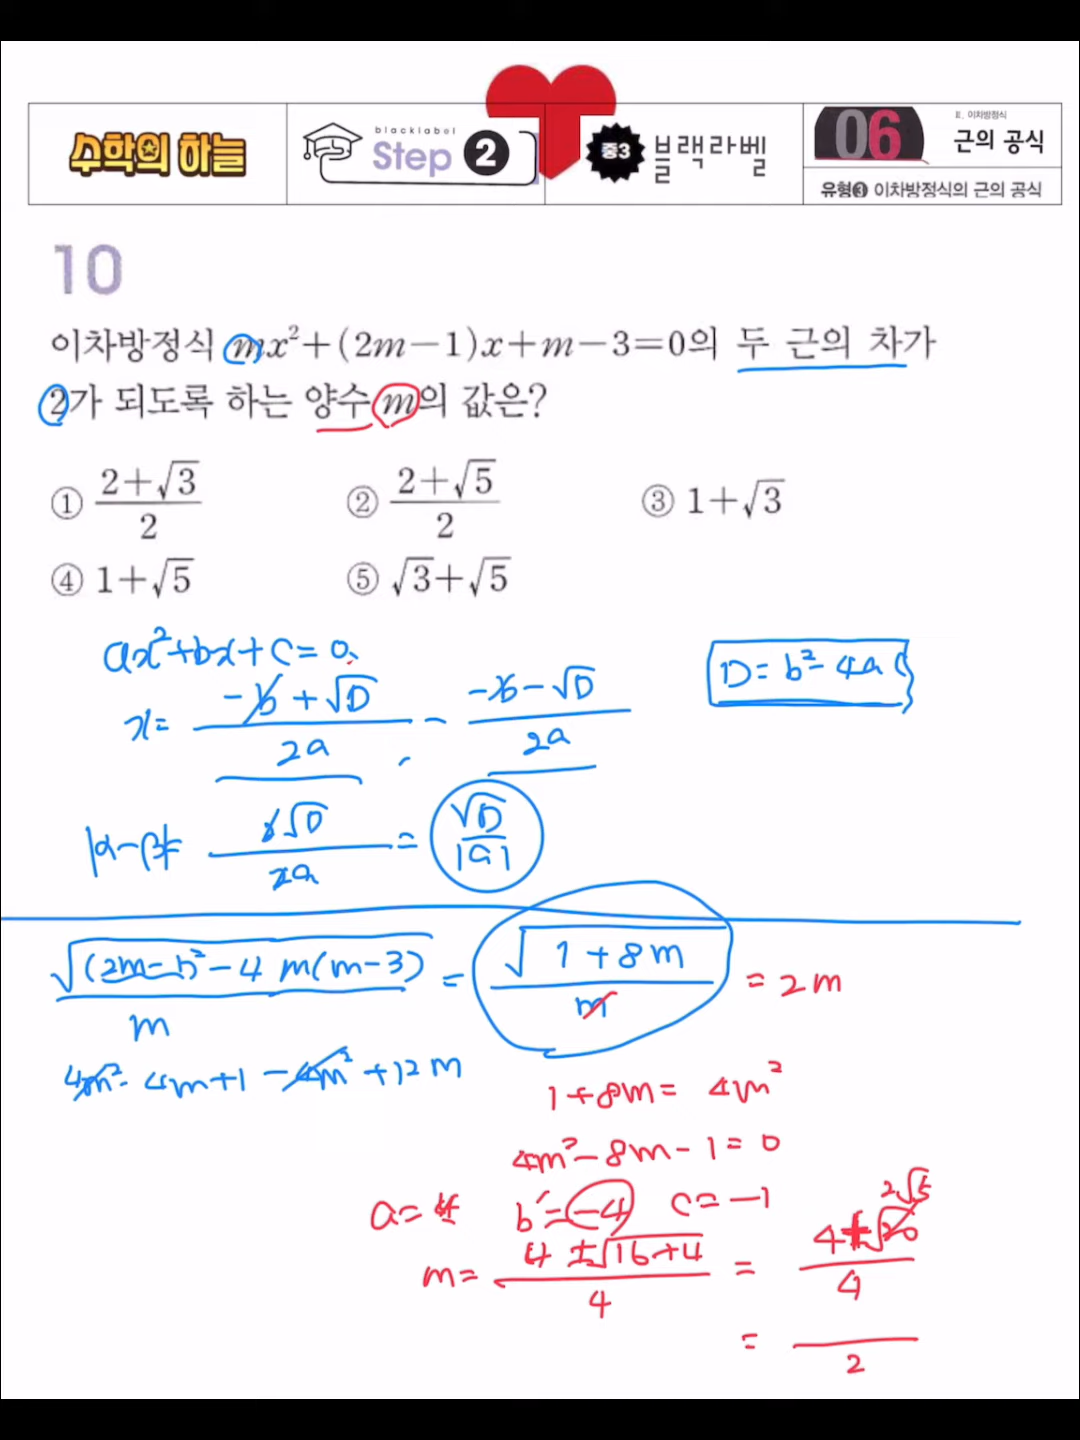 수학의 하늘
blacklabel
Step 2
중3 블랙라벨
06
Ⅱ. 이차방정식
근의 공식
유형❸ 이차방정식의 근의 공식
10
이차방정식 mx²+(2m−1)x+m−3=0의 두 근의 차가
2가 되도록 하는 양수 m의 값은?
① (2+√3)/2 ② (2+√5)/2 ③ 1+√3
④ 1+√5 ⑤ √3+√5
ax²+bx+c=0
D=b²−4ac
x= (−b+√D)/2a − (−b−√D)/2a
|α−β|= 2√D/2a = √D/|a|
√((2m−1)²−4m(m−3))/m = √(1+8m)/m =2m
4m²−4m+1−4m²+12m
1+8m=4m²
4m²−8m−1=0
a=4 b′=−4 c=−1
m= (4±√(16+4))/4 = (4+√20)/4
2√5
= /2